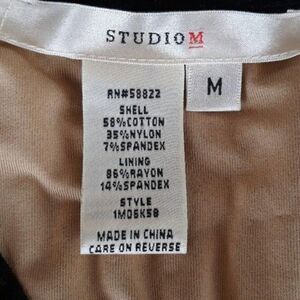 STUDIO M
M
RN#58822
SHELL
58%COTTON
35%NYLON
7%SPANDEX
LINING
86%RAYON
14%SPANDEX
STYLE
1MD5K58
MADE IN CHINA
CARE ON REVERSE